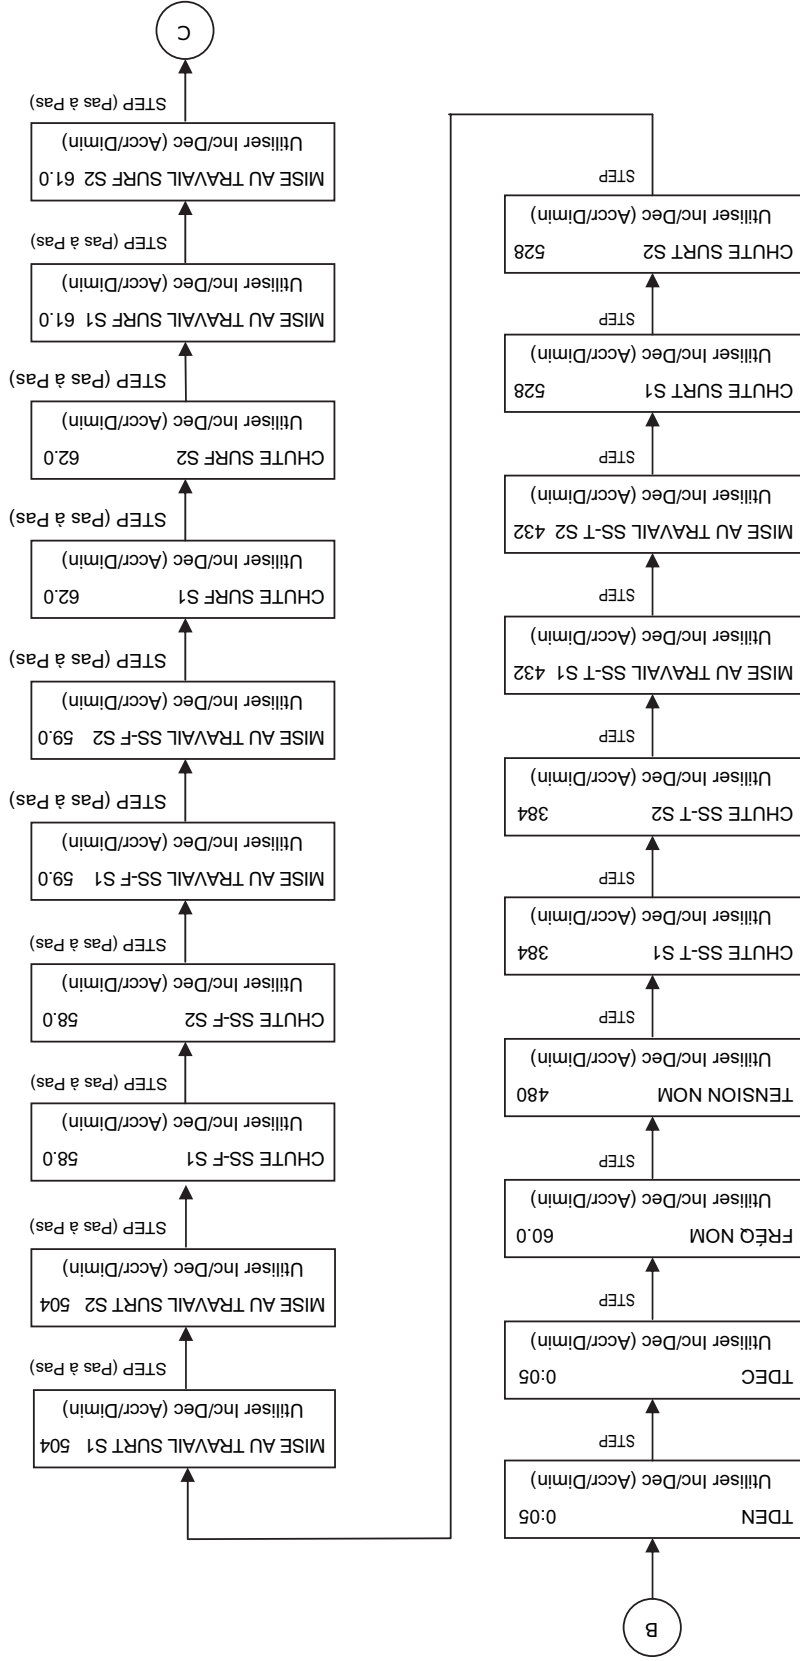 B
TDEN 0:05
Utiliser Inc/Dec (Accr/Dimin)
STEP
TDEC 0:05
Utiliser Inc/Dec (Accr/Dimin)
STEP
FRÉQ NOM 60.0
Utiliser Inc/Dec (Accr/Dimin)
STEP
TENSION NOM 480
Utiliser Inc/Dec (Accr/Dimin)
STEP
CHUTE SS-T S1 384
Utiliser Inc/Dec (Accr/Dimin)
STEP
CHUTE SS-T S2 384
Utiliser Inc/Dec (Accr/Dimin)
STEP
MISE AU TRAVAIL SS-T S1 432
Utiliser Inc/Dec (Accr/Dimin)
STEP
MISE AU TRAVAIL SS-T S2 432
Utiliser Inc/Dec (Accr/Dimin)
STEP
CHUTE SURT S1 528
Utiliser Inc/Dec (Accr/Dimin)
STEP
CHUTE SURT S2 528
Utiliser Inc/Dec (Accr/Dimin)
STEP
MISE AU TRAVAIL SURT S1 504
Utiliser Inc/Dec (Accr/Dimin)
STEP (Pas à Pas)
MISE AU TRAVAIL SURT S2 504
Utiliser Inc/Dec (Accr/Dimin)
STEP (Pas à Pas)
CHUTE SS-F S1 58.0
Utiliser Inc/Dec (Accr/Dimin)
STEP (Pas à Pas)
CHUTE SS-F S2 58.0
Utiliser Inc/Dec (Accr/Dimin)
STEP (Pas à Pas)
MISE AU TRAVAIL SS-F S1 59.0
Utiliser Inc/Dec (Accr/Dimin)
STEP (Pas à Pas)
MISE AU TRAVAIL SS-F S2 59.0
Utiliser Inc/Dec (Accr/Dimin)
STEP (Pas à Pas)
CHUTE SURF S1 62.0
Utiliser Inc/Dec (Accr/Dimin)
STEP (Pas à Pas)
CHUTE SURF S2 62.0
Utiliser Inc/Dec (Accr/Dimin)
STEP (Pas à Pas)
MISE AU TRAVAIL SURF S1 61.0
Utiliser Inc/Dec (Accr/Dimin)
STEP (Pas à Pas)
MISE AU TRAVAIL SURF S2 61.0
Utiliser Inc/Dec (Accr/Dimin)
STEP (Pas à Pas)
C